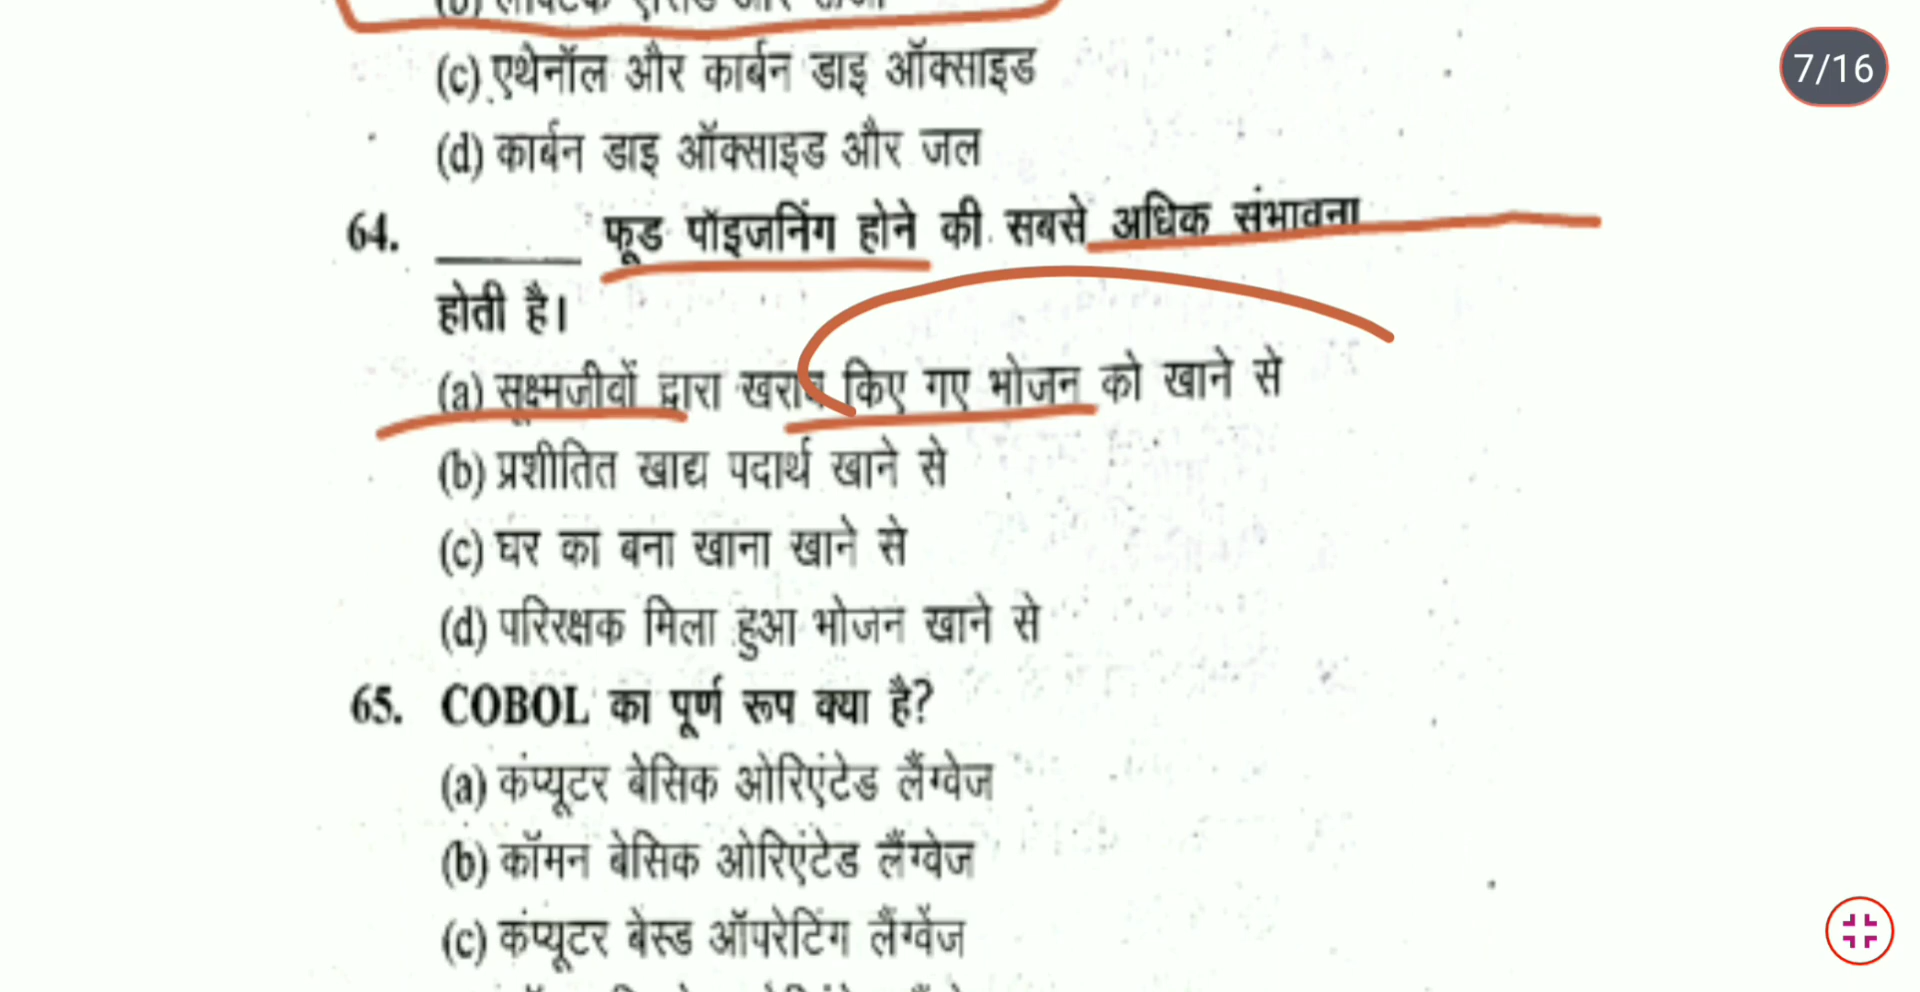 (c) एथेनॉल और कार्बन डाइ ऑक्साइड
7/16
(d) कार्बन डाइ ऑक्साइड और जल
64. ______ फूड पॉइजनिंग होने की सबसे अधिक संभावना
होती है।
(a) सूक्ष्मजीवों द्वारा खराब किए गए भोजन को खाने से
(b) प्रशीतित खाद्य पदार्थ खाने से
(c) घर का बना खाना खाने से
(d) परिरक्षक मिला हुआ भोजन खाने से
65. COBOL का पूर्ण रूप क्या है?
(a) कंप्यूटर बेसिक ओरिएंटेड लैंग्वेज
(b) कॉमन बेसिक ओरिएंटेड लैंग्वेज
(c) कंप्यूटर बेस्ड ऑपरेटिंग लैंग्वेंज